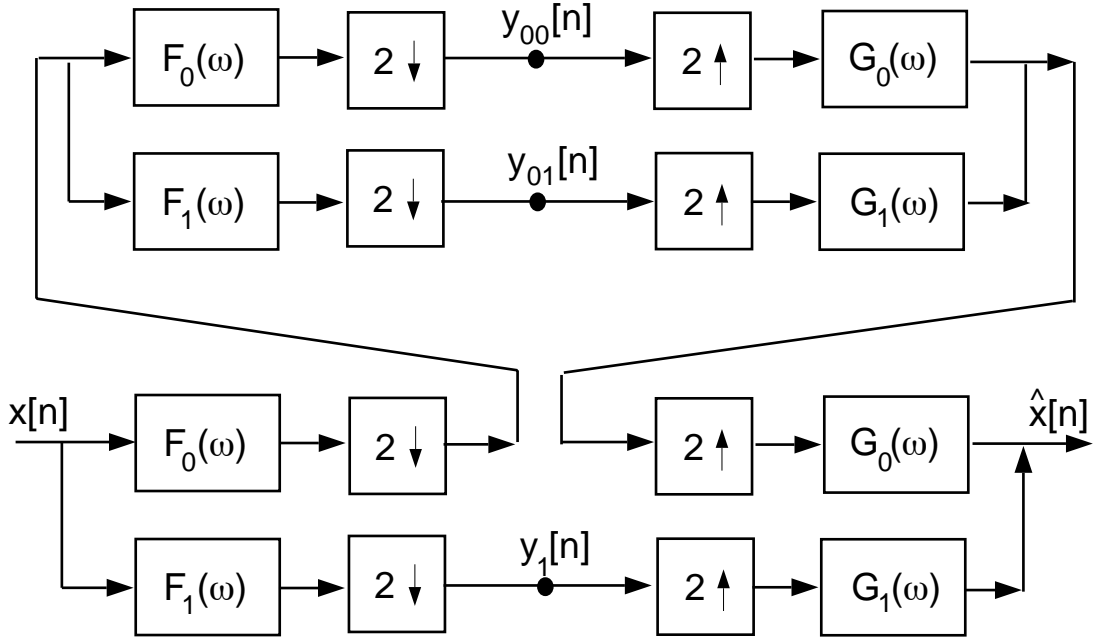 y₀₀[n]
F₀(ω) 2 ↓ 2 ↑ G₀(ω)
y₀₁[n]
F₁(ω) 2 ↓ 2 ↑ G₁(ω)
x[n] F₀(ω) 2 ↓ 2 ↑ G₀(ω) x̂[n]
y₁[n]
F₁(ω) 2 ↓ 2 ↑ G₁(ω)